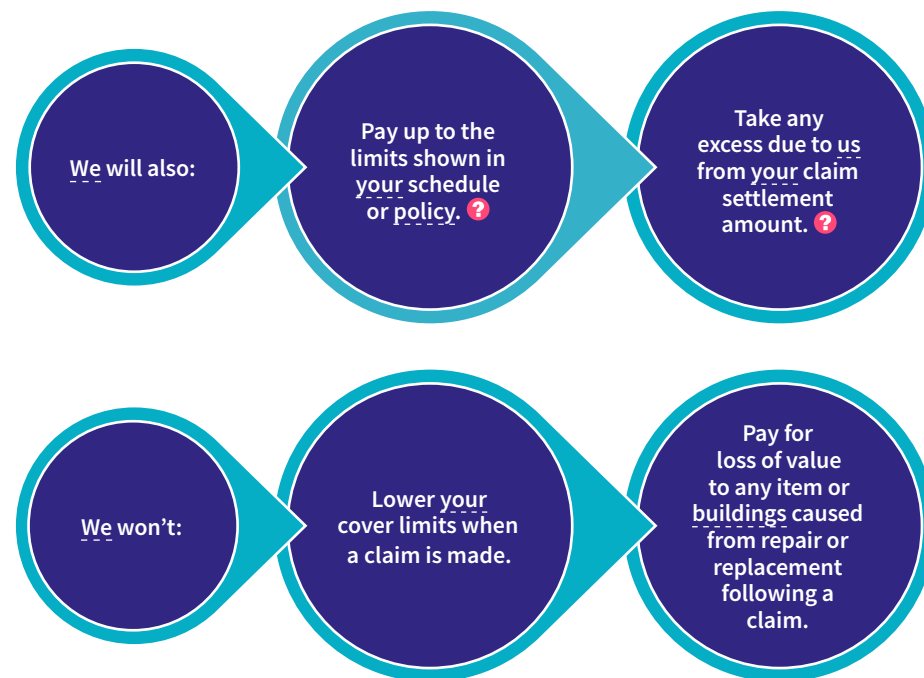 We will also:
Pay up to the
limits shown in
your schedule
or policy. ?
Take any
excess due to us
from your claim
settlement
amount. ?
We won't:
Lower your
cover limits when
a claim is made.
Pay for
loss of value
to any item or
buildings caused
from repair or
replacement
following a
claim.